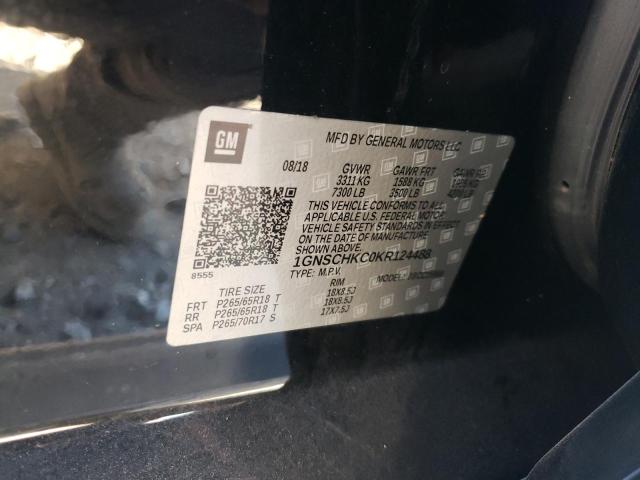 GM
MFD BY GENERAL MOTORS LLC
08/18 GVWR GAWR FRT GAWR RR
3311 KG 1588 KG
7300 LB 3500 LB
THIS VEHICLE CONFORMS TO ALL
APPLICABLE U.S. FEDERAL MOTOR
VEHICLE SAFETY STANDARDS IN EFFECT
ON THE DATE OF MANUFACTURE
SHOWN ABOVE.
1GNSCHKC0KR124488
8555
TYPE: M.P.V. MODEL:
TIRE SIZE RIM
FRT P265/65R18 T 18X8.5J
RR P265/65R18 T 18X8.5J
SPA P265/70R17 S 17X7.5J